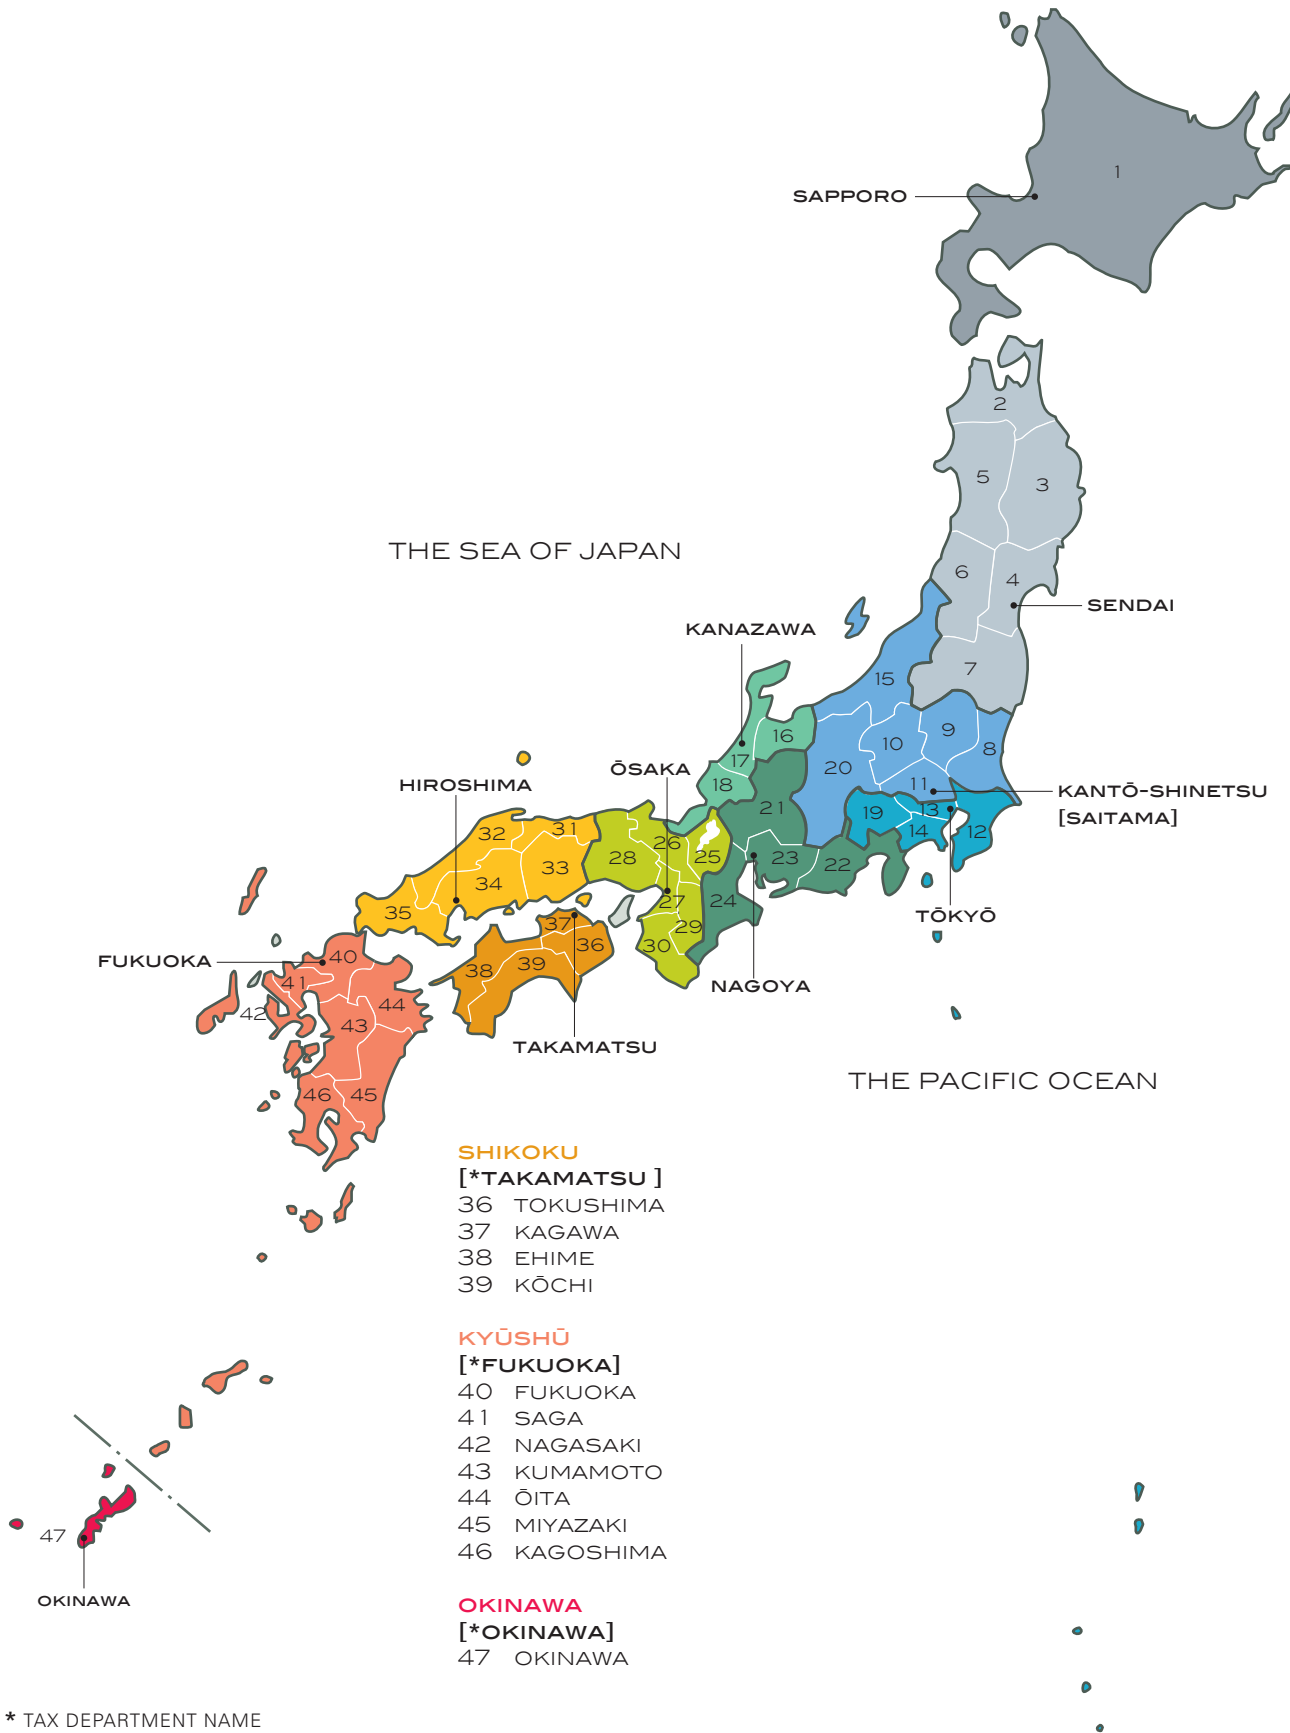 1
SAPPORO
2
5
3
THE SEA OF JAPAN
6
4
SENDAI
KANAZAWA
7
15
16
9
8
10
17
20
11
ŌSAKA
18
HIROSHIMA
KANTŌ-SHINETSU
[SAITAMA]
21
19
13
14
12
32
31
26
28
25
23
22
33
34
27
24
35
TŌKYŌ
37
29
30
36
40
FUKUOKA
38
39
41
NAGOYA
44
42
43
TAKAMATSU
THE PACIFIC OCEAN
46
45
SHIKOKU
[*TAKAMATSU ]
36 TOKUSHIMA
37 KAGAWA
38 EHIME
39 KŌCHI
KYŪSHŪ
[*FUKUOKA]
40 FUKUOKA
41 SAGA
42 NAGASAKI
43 KUMAMOTO
44 ŌITA
45 MIYAZAKI
46 KAGOSHIMA
47
OKINAWA
OKINAWA
[*OKINAWA]
47 OKINAWA
* TAX DEPARTMENT NAME